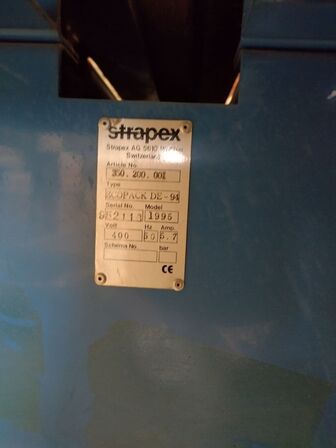 strapex
Strapex AG 5610
Switzerland
Article No.
350.200.001
Type
ECOPACK DE-94
Serial No. Model
1995
Volt Hz Amp.
400 50 5.7
Schema No. bar
CE